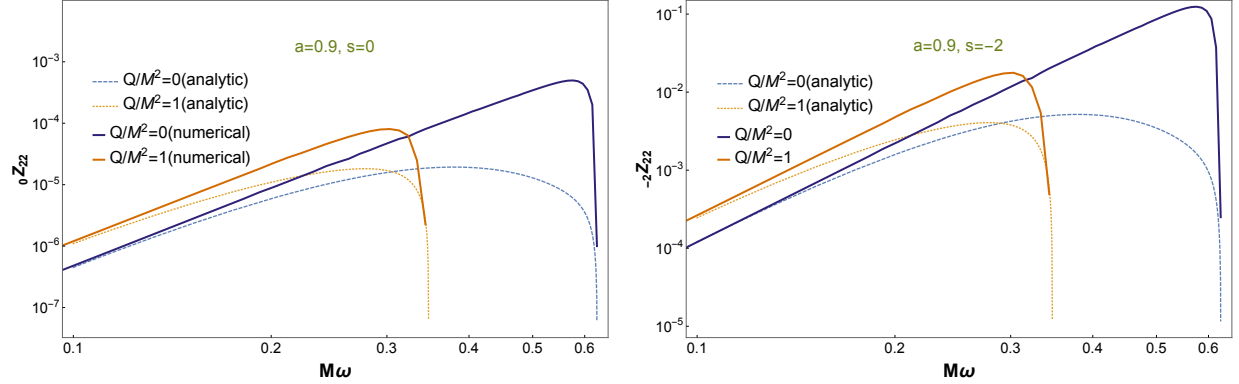 a=0.9, s=0
Q/M²=0(analytic)
Q/M²=1(analytic)
Q/M²=0(numerical)
Q/M²=1(numerical)
10⁻³
10⁻⁴
10⁻⁵
10⁻⁶
10⁻⁷
₀Z₂₂
0.1 0.2 0.3 0.4 0.5 0.6
Mω
a=0.9, s=−2
Q/M²=0(analytic)
Q/M²=1(analytic)
Q/M²=0
Q/M²=1
10⁻¹
10⁻²
10⁻³
10⁻⁴
10⁻⁵
₋₂Z₂₂
0.1 0.2 0.3 0.4 0.5 0.6
Mω